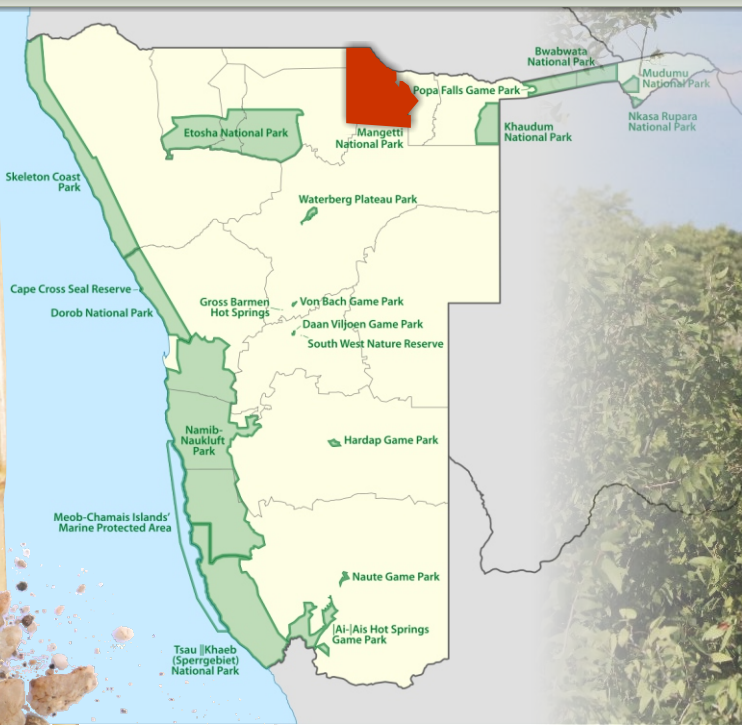 Bwabwata
National Park
Mudumu
National Park
Popa Falls Game Park
Nkasa Rupara
National Park
Khaudum
National Park
Etosha National Park
Mangetti
National Park
Skeleton Coast
Park
Waterberg Plateau Park
Cape Cross Seal Reserve
Dorob National Park
Gross Barmen
Hot Springs
Von Bach Game Park
Daan Viljoen Game Park
South West Nature Reserve
Namib-
Naukluft
Park
Hardap Game Park
Meob-Chamais Islands'
Marine Protected Area
Naute Game Park
|Ai-|Ais Hot Springs
Game Park
Tsau ||Khaeb
(Sperrgebiet)
National Park